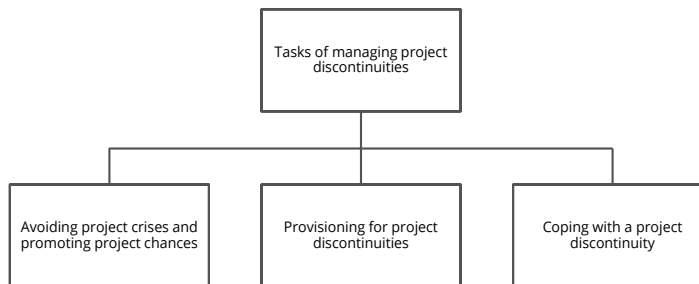 Tasks of managing project
discontinuities
Avoiding project crises and
promoting project chances
Provisioning for project
discontinuities
Coping with a project
discontinuity